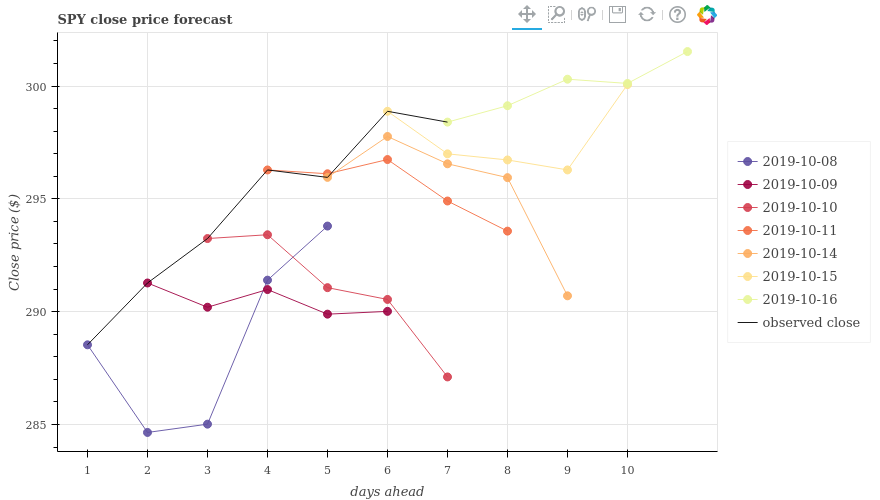 SPY close price forecast
300
295
290
285
Close price ($)
1 2 3 4 5 6 7 8 9 10
days ahead
2019-10-08
2019-10-09
2019-10-10
2019-10-11
2019-10-14
2019-10-15
2019-10-16
observed close